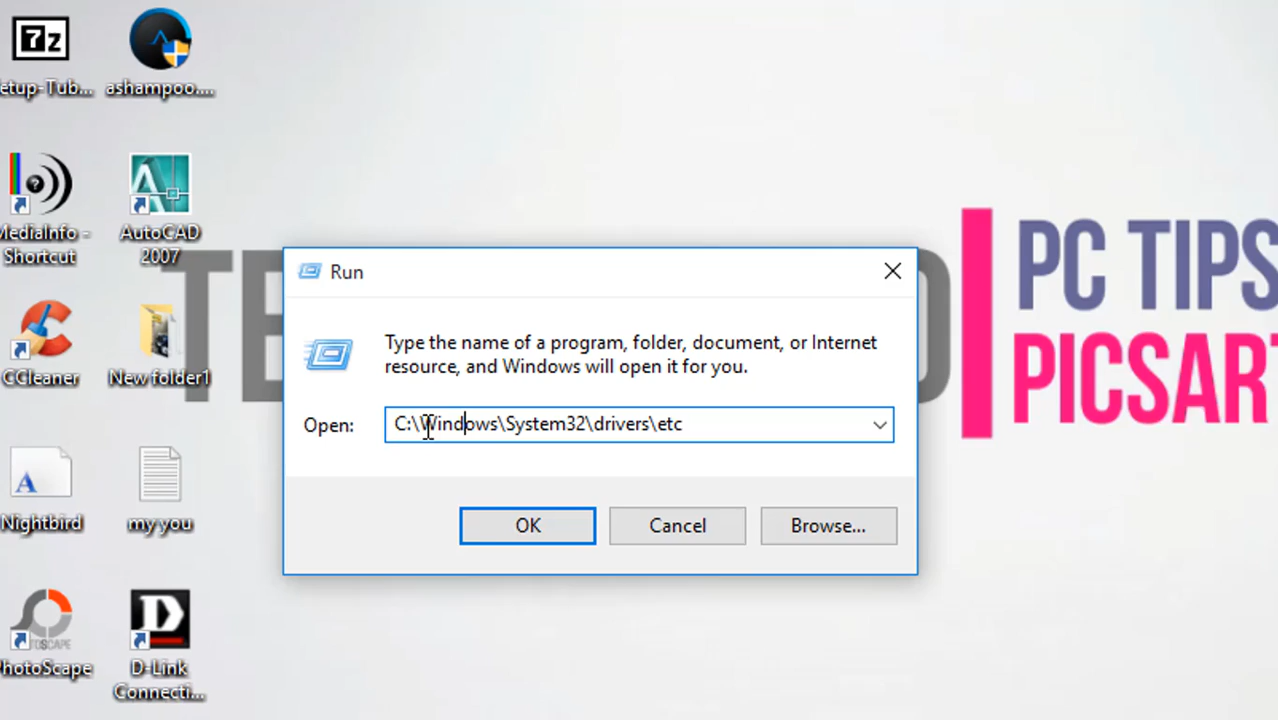 7z
etup-Tub...
ashampoo....
MediaInfo -
Shortcut
AutoCAD
2007
CCleaner
New folder1
A
Nightbird
my you
hotoScape
D
D-Link
Connecti...
PC TIPS
PICSART
Run
Type the name of a program, folder, document, or Internet
resource, and Windows will open it for you.
Open:
C:\Windows\System32\drivers\etc
OK
Cancel
Browse...